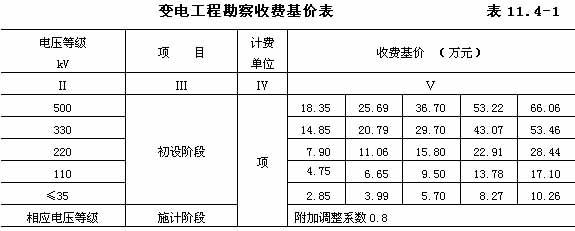 变电工程勘察收费基价表 表11.4-1
电压等级 kV 项 目 计费单位 收费基价 （万元）
II III IV V
500 初设阶段 项 18.35 25.69 36.70 53.22 66.06
330 14.85 20.79 29.70 43.07 53.46
220 7.90 11.06 15.80 22.91 28.44
110 4.75 6.65 9.50 13.78 17.10
≤35 2.85 3.99 5.70 8.27 10.26
相应电压等级 施计阶段 附加调整系数0.8